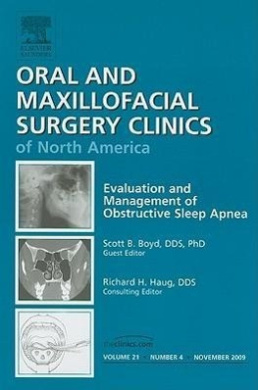 ELSEVIER
SAUNDERS
ORAL AND
MAXILLOFACIAL
SURGERY CLINICS
of North America
Evaluation and
Management of
Obstructive Sleep Apnea
Scott B. Boyd, DDS, PhD
Guest Editor
Richard H. Haug, DDS
Consulting Editor
theclinics.com
VOLUME 21 • NUMBER 4 • NOVEMBER 2009